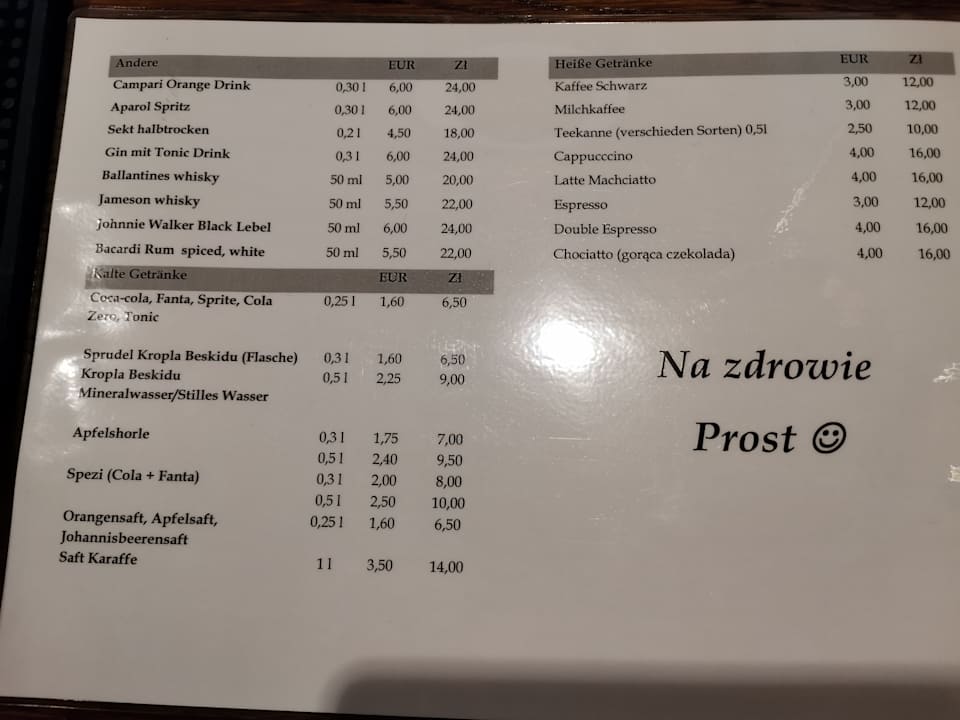 Andere EUR Zł
Campari Orange Drink 0,30 l 6,00 24,00
Aparol Spritz 0,30 l 6,00 24,00
Sekt halbtrocken 0,2 l 4,50 18,00
Gin mit Tonic Drink 0,3 l 6,00 24,00
Ballantines whisky 50 ml 5,00 20,00
Jameson whisky 50 ml 5,50 22,00
Johnnie Walker Black Lebel 50 ml 6,00 24,00
Bacardi Rum spiced, white 50 ml 5,50 22,00
Kalte Getränke EUR Zł
Coca-cola, Fanta, Sprite, Cola 0,25 l 1,60 6,50
Zero, Tonic
Sprudel Kropla Beskidu (Flasche) 0,3 l 1,60 6,50
Kropla Beskidu 0,5 l 2,25 9,00
Mineralwasser/Stilles Wasser
Apfelshorle 0,3 l 1,75 7,00
0,5 l 2,40 9,50
Spezi (Cola + Fanta) 0,3 l 2,00 8,00
0,5 l 2,50 10,00
Orangensaft, Apfelsaft, 0,25 l 1,60 6,50
Johannisbeerensaft
Saft Karaffe 1 l 3,50 14,00
Heiße Getränke EUR Zł
Kaffee Schwarz 3,00 12,00
Milchkaffee 3,00 12,00
Teekanne (verschieden Sorten) 0,5l 2,50 10,00
Cappucccino 4,00 16,00
Latte Machciatto 4,00 16,00
Espresso 3,00 12,00
Double Espresso 4,00 16,00
Chociatto (gorąca czekolada) 4,00 16,00
Na zdrowie
Prost ☺